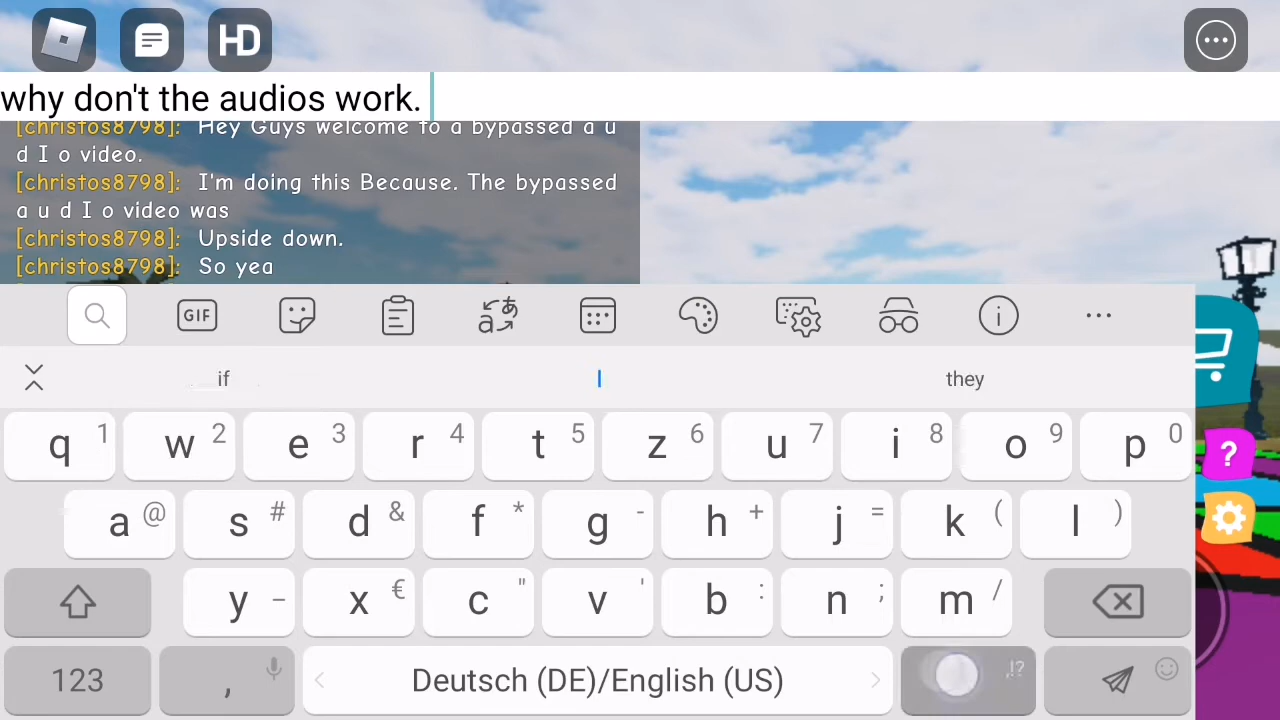 HD
why don't the audios work.
[christos8798]: Hey Guys welcome to a bypassed a u
d I o video.
[christos8798]: I'm doing this Because. The bypassed
a u d I o video was
[christos8798]: Upside down.
[christos8798]: So yea
GIF
if I they
q 1 w 2 e 3 r 4 t 5 z 6 u 7 i 8 o 9 p 0
a @ s # d & f * g - h + j = k ( l )
y – x € c " v ' b : n ; m /
123 , Deutsch (DE)/English (US) .!?
?